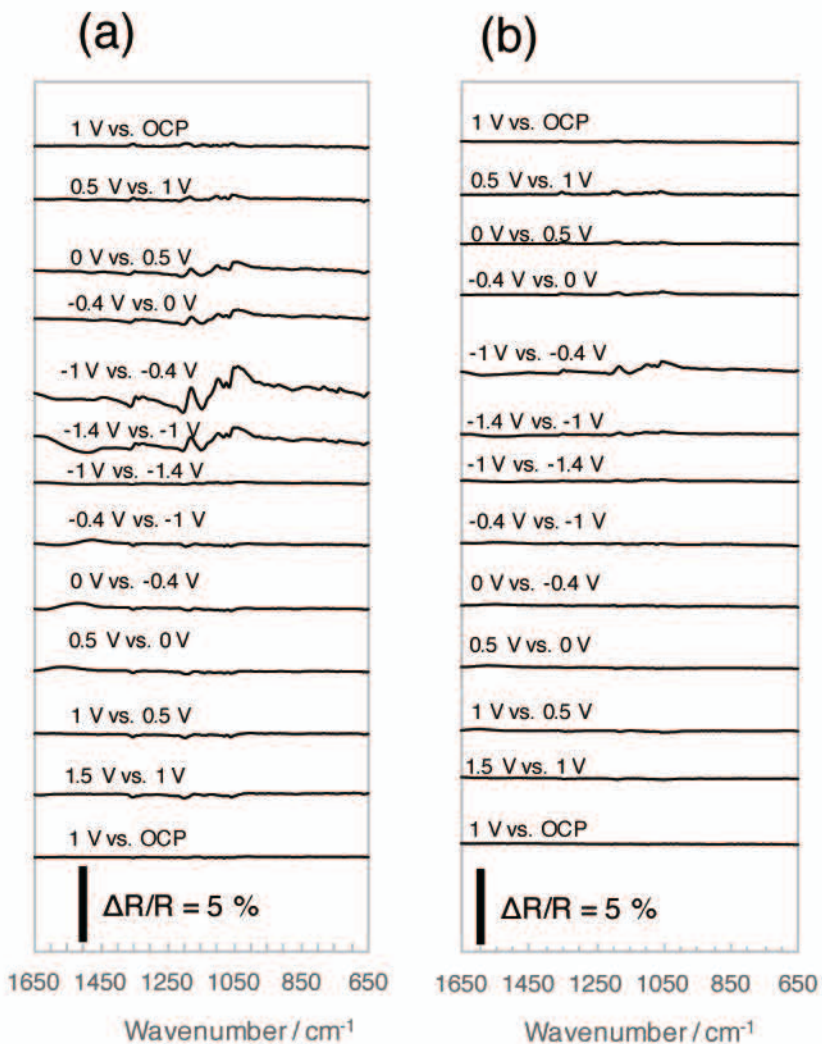 (a)
1 V vs. OCP
0.5 V vs. 1 V
0 V vs. 0.5 V
-0.4 V vs. 0 V
-1 V vs. -0.4 V
-1.4 V vs. -1 V
-1 V vs. -1.4 V
-0.4 V vs. -1 V
0 V vs. -0.4 V
0.5 V vs. 0 V
1 V vs. 0.5 V
1.5 V vs. 1 V
1 V vs. OCP
ΔR/R = 5 %
1650 1450 1250 1050 850 650
Wavenumber / cm⁻¹
(b)
1 V vs. OCP
0.5 V vs. 1 V
0 V vs. 0.5 V
-0.4 V vs. 0 V
-1 V vs. -0.4 V
-1.4 V vs. -1 V
-1 V vs. -1.4 V
-0.4 V vs. -1 V
0 V vs. -0.4 V
0.5 V vs. 0 V
1 V vs. 0.5 V
1.5 V vs. 1 V
1 V vs. OCP
ΔR/R = 5 %
1650 1450 1250 1050 850 650
Wavenumber / cm⁻¹